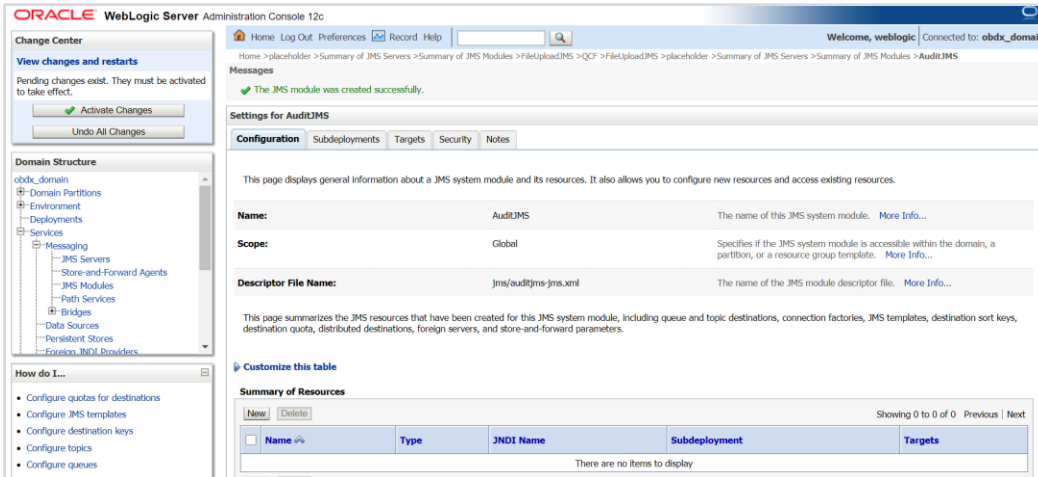 ORACLE WebLogic Server Administration Console 12c
Change Center
View changes and restarts
Pending changes exist. They must be activated
to take effect.
Activate Changes
Undo All Changes
Domain Structure
obdx_domain
Domain Partitions
Environment
Deployments
Services
Messaging
JMS Servers
Store-and-Forward Agents
JMS Modules
Path Services
Bridges
Data Sources
Persistent Stores
Foreign JNDI Providers
How do I...
Configure quotas for destinations
Configure JMS templates
Configure destination keys
Configure topics
Configure queues
Home Log Out Preferences Record Help
Welcome, weblogic Connected to: obdx_domai
Home >placeholder >Summary of JMS Servers >Summary of JMS Modules >FileUploadJMS >QCF >FileUploadJMS >placeholder >Summary of JMS Servers >Summary of JMS Modules >AuditJMS
Messages
The JMS module was created successfully.
Settings for AuditJMS
Configuration Subdeployments Targets Security Notes
This page displays general information about a JMS system module and its resources. It also allows you to configure new resources and access existing resources.
Name: AuditJMS The name of this JMS system module. More Info...
Scope: Global Specifies if the JMS system module is accessible within the domain, a
partition, or a resource group template. More Info...
Descriptor File Name: jms/auditjms-jms.xml The name of the JMS module descriptor file. More Info...
This page summarizes the JMS resources that have been created for this JMS system module, including queue and topic destinations, connection factories, JMS templates, destination sort keys,
destination quota, distributed destinations, foreign servers, and store-and-forward parameters.
Customize this table
Summary of Resources
New Delete Showing 0 to 0 of 0 Previous | Next
Name Type JNDI Name Subdeployment Targets
There are no items to display